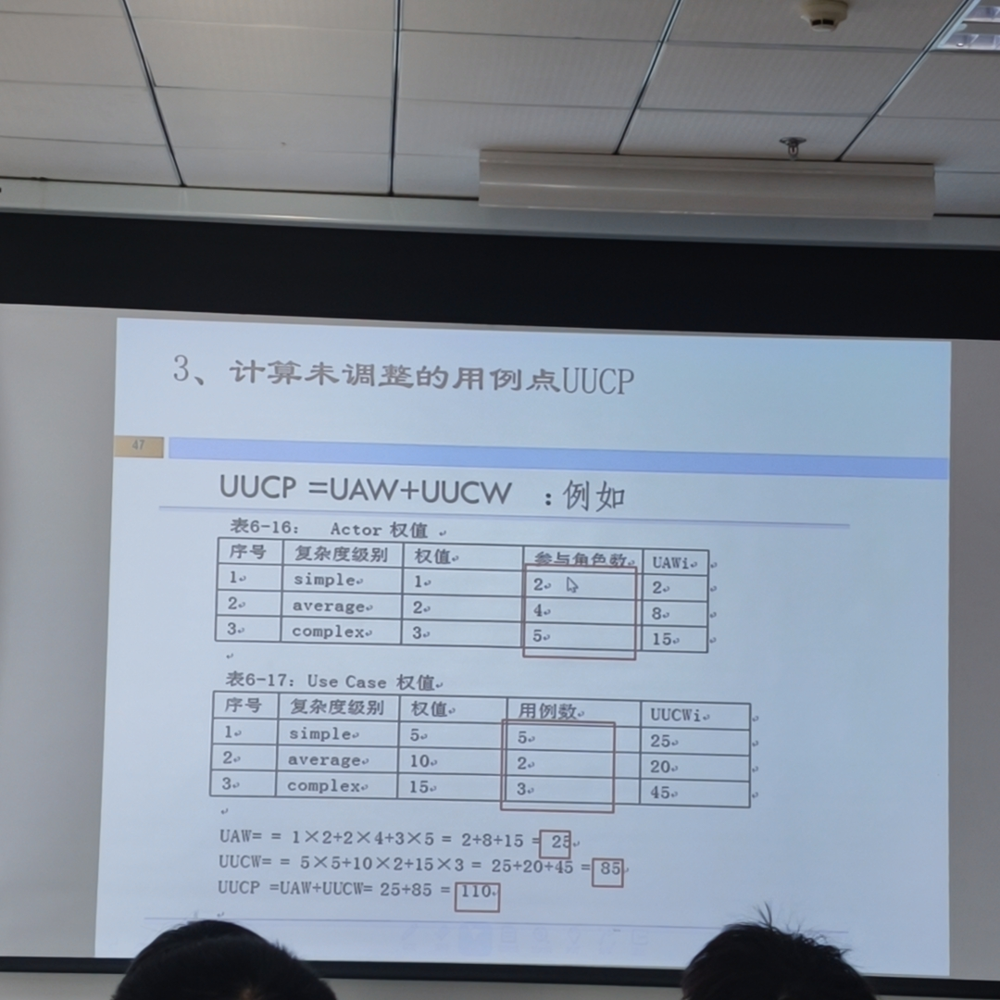 3、计算未调整的用例点UUCP
47
UUCP =UAW+UUCW ：例如
表6-16： Actor 权值
序号 复杂度级别 权值 参与角色数 UAWi
1 simple 1 2 2
2 average 2 4 8
3 complex 3 5 15
表6-17：Use Case 权值
序号 复杂度级别 权值 用例数 UUCWi
1 simple 5 5 25
2 average 10 2 20
3 complex 15 3 45
UAW= = 1×2+2×4+3×5 = 2+8+15 = 25
UUCW= = 5×5+10×2+15×3 = 25+20+45 = 85
UUCP =UAW+UUCW= 25+85 = 110